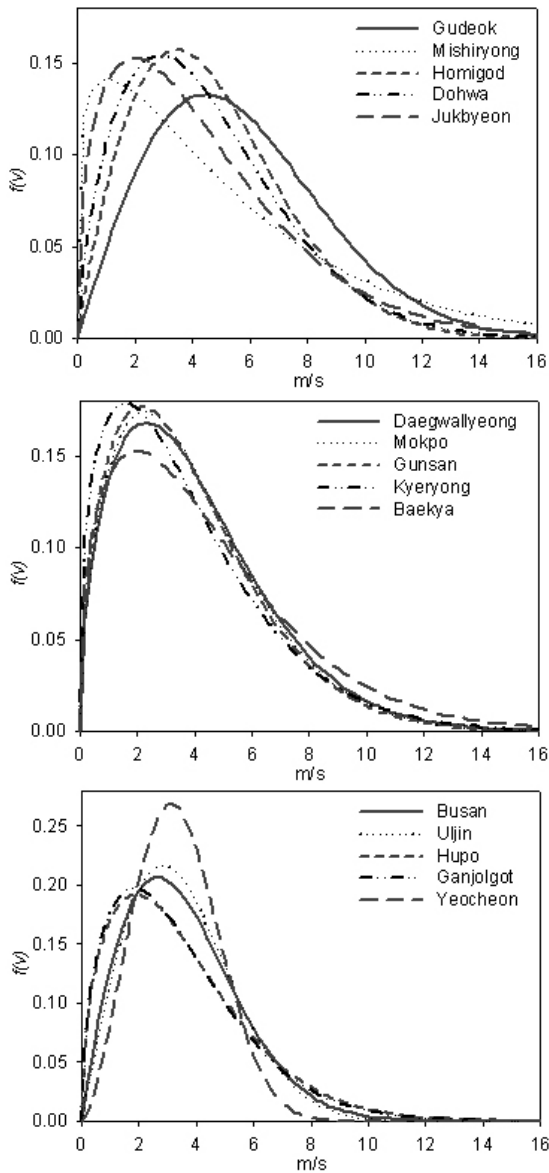 Gudeok
Mishiryong
Homigod
Dohwa
Jukbyeon
0.15
0.10
0.05
0.00
f(v)
0 2 4 6 8 10 12 14 16
m/s
Daegwallyeong
Mokpo
Gunsan
Kyeryong
Baekya
0.15
0.10
0.05
0.00
f(v)
0 2 4 6 8 10 12 14 16
m/s
Busan
Uljin
Hupo
Ganjolgot
Yeocheon
0.25
0.20
0.15
0.10
0.05
0.00
f(v)
0 2 4 6 8 10 12 14 16
m/s